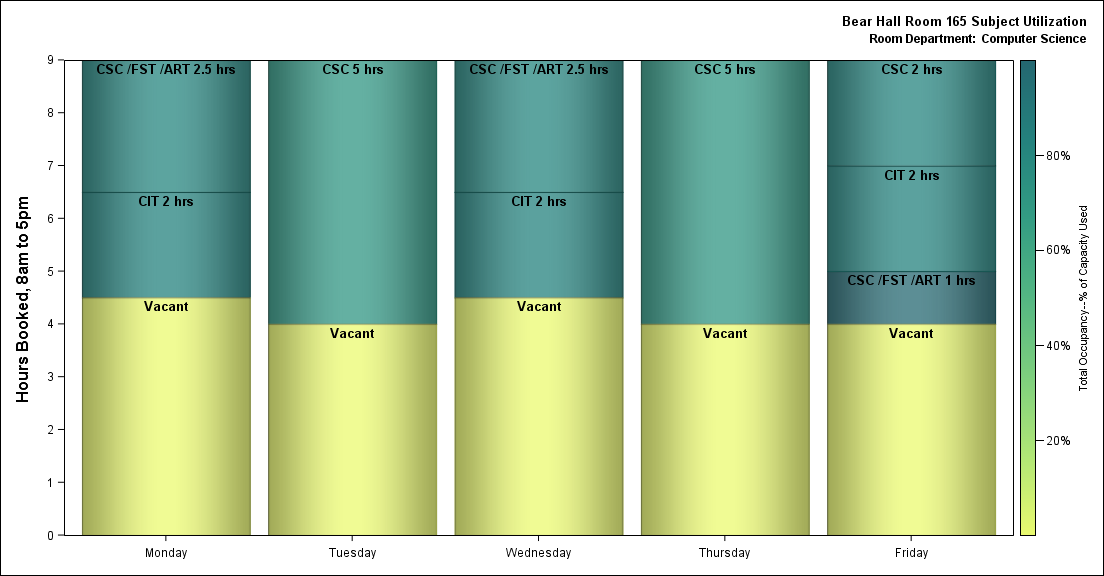 Bear Hall Room 165 Subject Utilization
Room Department: Computer Science
Hours Booked, 8am to 5pm
9
8
7
6
5
4
3
2
1
0
CSC /FST /ART 2.5 hrs
CIT 2 hrs
Vacant
CSC 5 hrs
Vacant
CSC /FST /ART 2.5 hrs
CIT 2 hrs
Vacant
CSC 5 hrs
Vacant
CSC 2 hrs
CIT 2 hrs
CSC /FST /ART 1 hrs
Vacant
Monday
Tuesday
Wednesday
Thursday
Friday
80%
60%
40%
20%
Total Occupancy--% of Capacity Used